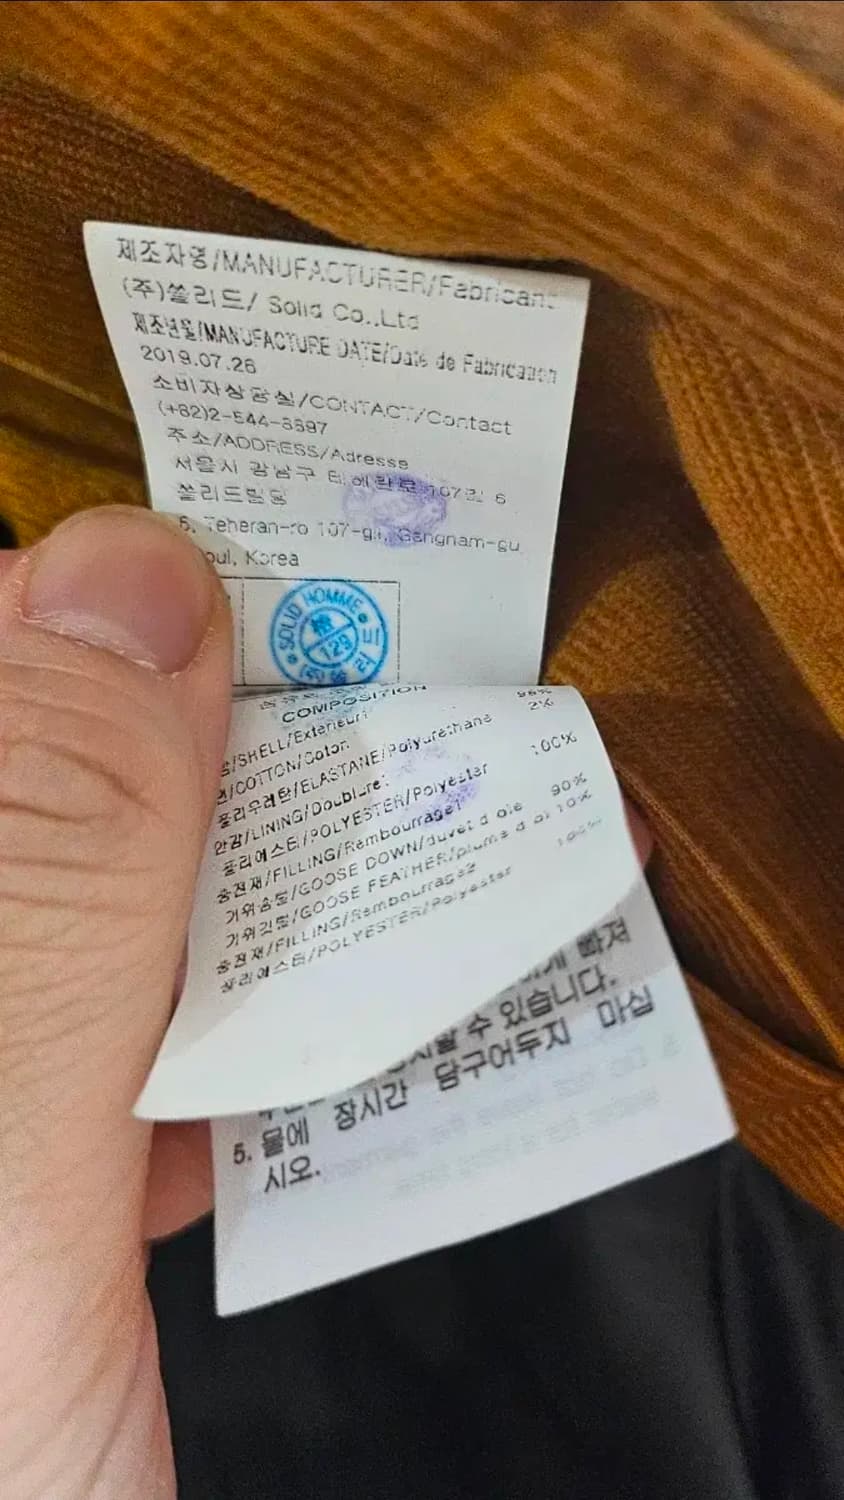 제조자명/MANUFACTURER/Fabricant
(주)쏠리드/ Solid Co.,Ltd
제조년월/MANUFACTURE DATE/Date de Fabrication
2019.07.26
소비자상담실/CONTACT/Contact
(+82)2-544-3697
주소/ADDRESS/Adresse
서울시 강남구 테헤란로 107길 6
쏠리드빌딩
6, Teheran-ro 107-gil, Gangnam-gu
Korea
SOLID HOMME
檢
129
COMPOSITION
/SHELL/Exterieur:
/COTTON/Coton 98%
폴리우레탄/ELASTANE/Polyurethane 2%
안감/LINING/Doublure:
폴리에스터/POLYESTER/Polyester 100%
충전재/FILLING/Rembourrage1
거위솜털/GOOSE DOWN/duvet d oie 90%
거위깃털/GOOSE FEATHER/plume d oi 10%
충전재/FILLING/Rembourrage2
폴리에스터/POLYESTER/Polyester 100%
빠져
수 있습니다.
5. 물에 장시간 담구어두지 마십
시오.